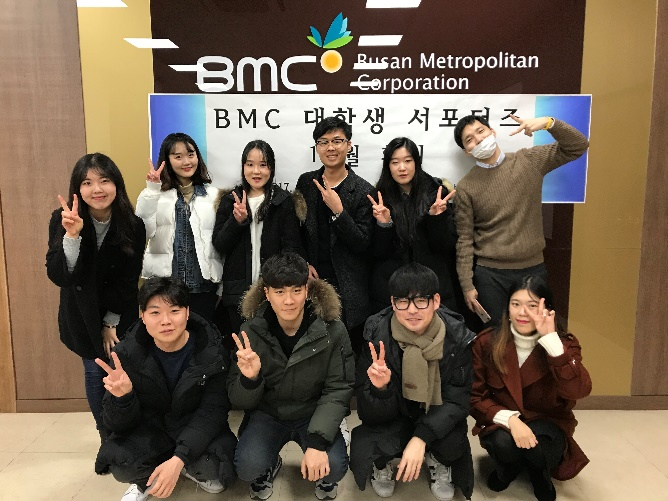 BMC
Busan Metropolitan
Corporation
BMC 대학생 서포터즈